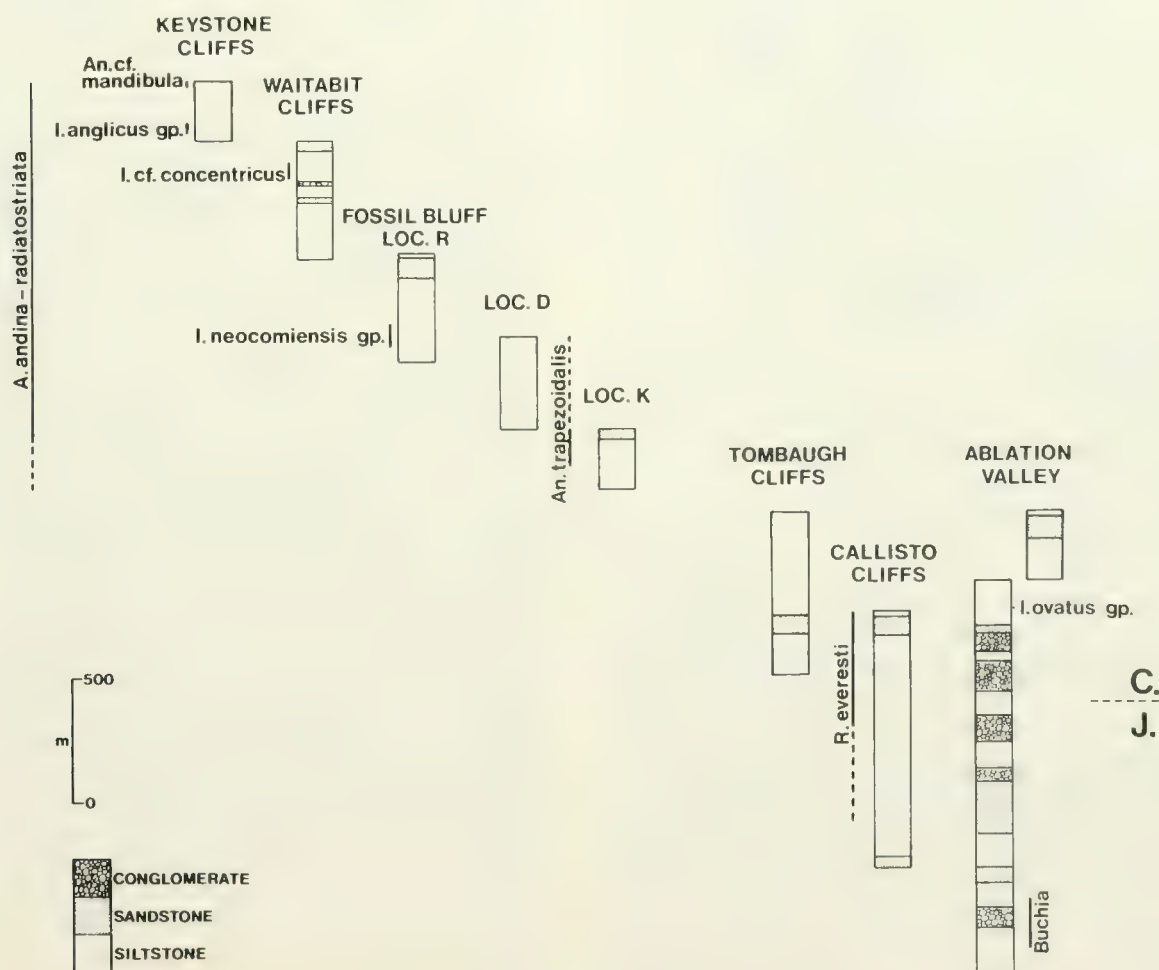 KEYSTONE
CLIFFS
An.cf.
mandibula
I.anglicus gp.
WAITABIT
CLIFFS
I. cf. concentricus
A. andina – radiatostriata
FOSSIL BLUFF
LOC. R
I. neocomiensis gp.
LOC. D
An. trapezoidalis
LOC. K
TOMBAUGH
CLIFFS
ABLATION
VALLEY
CALLISTO
CLIFFS
R. everesti
I.ovatus gp.
C.
J.
500
m
0
Buchia
CONGLOMERATE
SANDSTONE
SILTSTONE